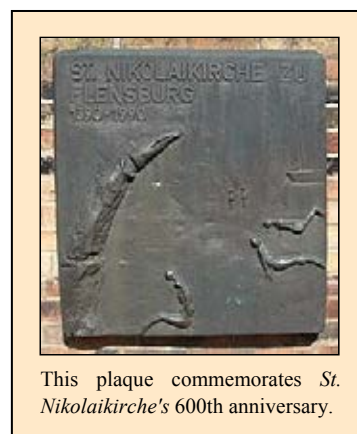 ST. NIKOLAIKIRCHE ZU
FLENSBURG
1390-1990
This plaque commemorates St.
Nikolaikirche's 600th anniversary.